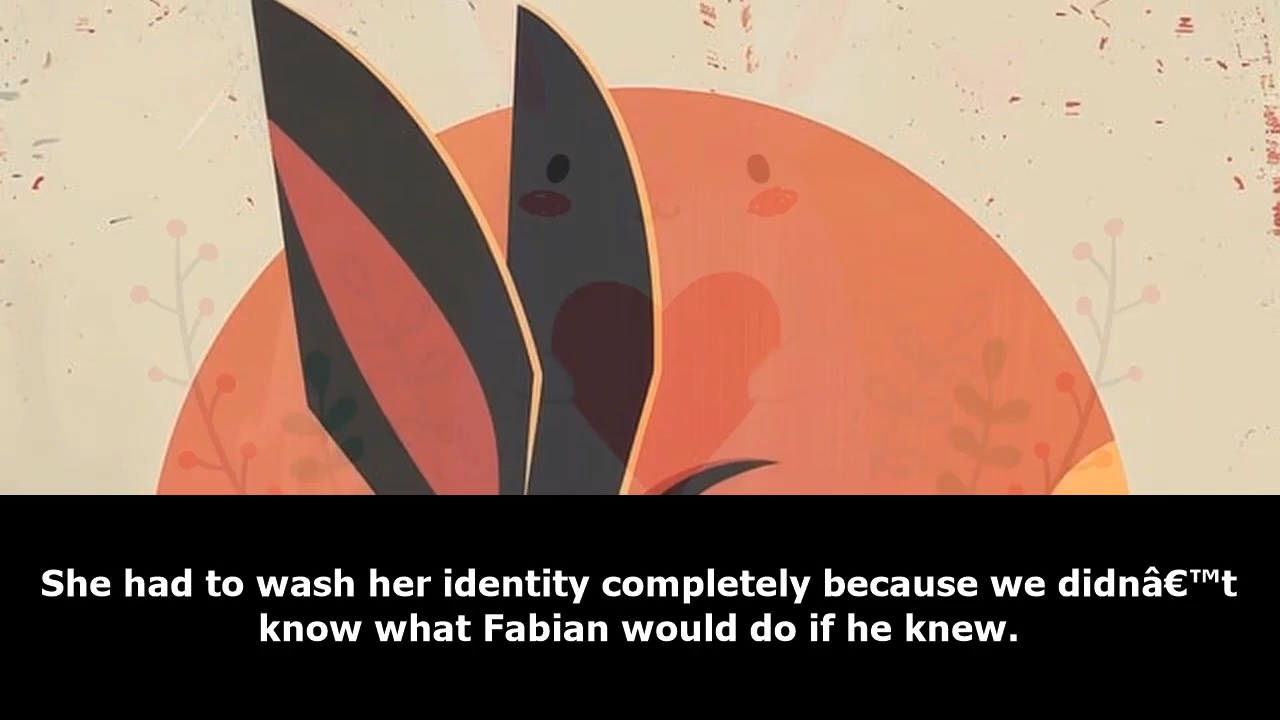 She had to wash her identity completely because we didnâ€™t
know what Fabian would do if he knew.